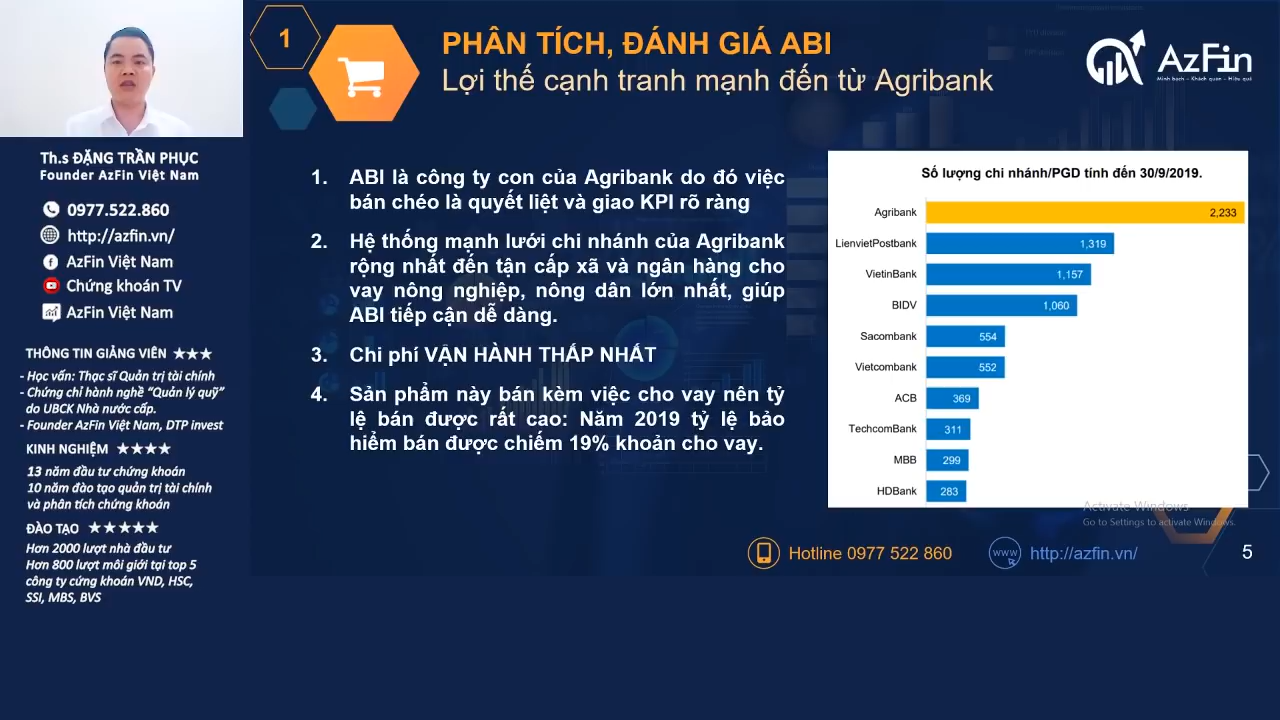 1
PHÂN TÍCH, ĐÁNH GIÁ ABI
Lợi thế cạnh tranh mạnh đến từ Agribank
AzFin
Minh bạch - Khách quan - Hiệu quả
Th.s ĐẶNG TRẦN PHỤC
Founder AzFin Việt Nam
0977.522.860
http://azfin.vn/
AzFin Việt Nam
Chứng khoán TV
AzFin Việt Nam
THÔNG TIN GIẢNG VIÊN ★★★
- Học vấn: Thạc sĩ Quản trị tài chính
- Chứng chỉ hành nghề "Quản lý quỹ"
do UBCK Nhà nước cấp.
- Founder AzFin Việt Nam, DTP invest
KINH NGHIỆM ★★★★
13 năm đầu tư chứng khoán
10 năm đào tạo quản trị tài chính
và phân tích chứng khoán
ĐÀO TẠO ★★★★★
Hơn 2000 lượt nhà đầu tư
Hơn 800 lượt môi giới tại top 5
công ty cứng khoán VND, HSC,
SSI, MBS, BVS
1. ABI là công ty con của Agribank do đó việc
bán chéo là quyết liệt và giao KPI rõ ràng
2. Hệ thống mạnh lưới chi nhánh của Agribank
rộng nhất đến tận cấp xã và ngân hàng cho
vay nông nghiệp, nông dân lớn nhất, giúp
ABI tiếp cận dễ dàng.
3. Chi phí VẬN HÀNH THẤP NHẤT
4. Sản phẩm này bán kèm việc cho vay nên tỷ
lệ bán được rất cao: Năm 2019 tỷ lệ bảo
hiểm bán được chiếm 19% khoản cho vay.
Số lượng chi nhánh/PGD tính đến 30/9/2019.
Agribank 2,233
LienvietPostbank 1,319
VietinBank 1,157
BIDV 1,060
Sacombank 554
Vietcombank 552
ACB 369
TechcomBank 311
MBB 299
HDBank 283
Activate Windows
Go to Settings to activate Windows.
Hotline 0977 522 860
www
http://azfin.vn/
5